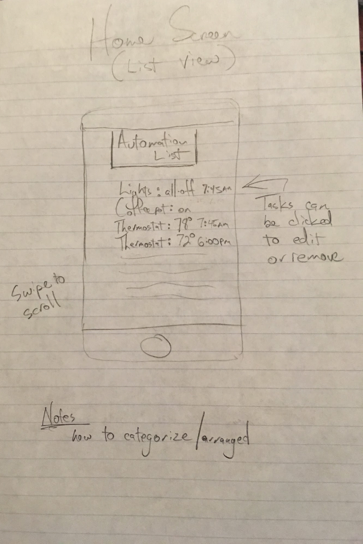 Home Screen
(List view)
Automation
List
Lights: all off 7:45am
Coffee pot: on
Thermostat: 79° 7:45am
Thermostat: 72° 6:00pm
Tasks can
be clicked
to edit
or remove
Swipe to
scroll
Notes
how to categorize/arranged